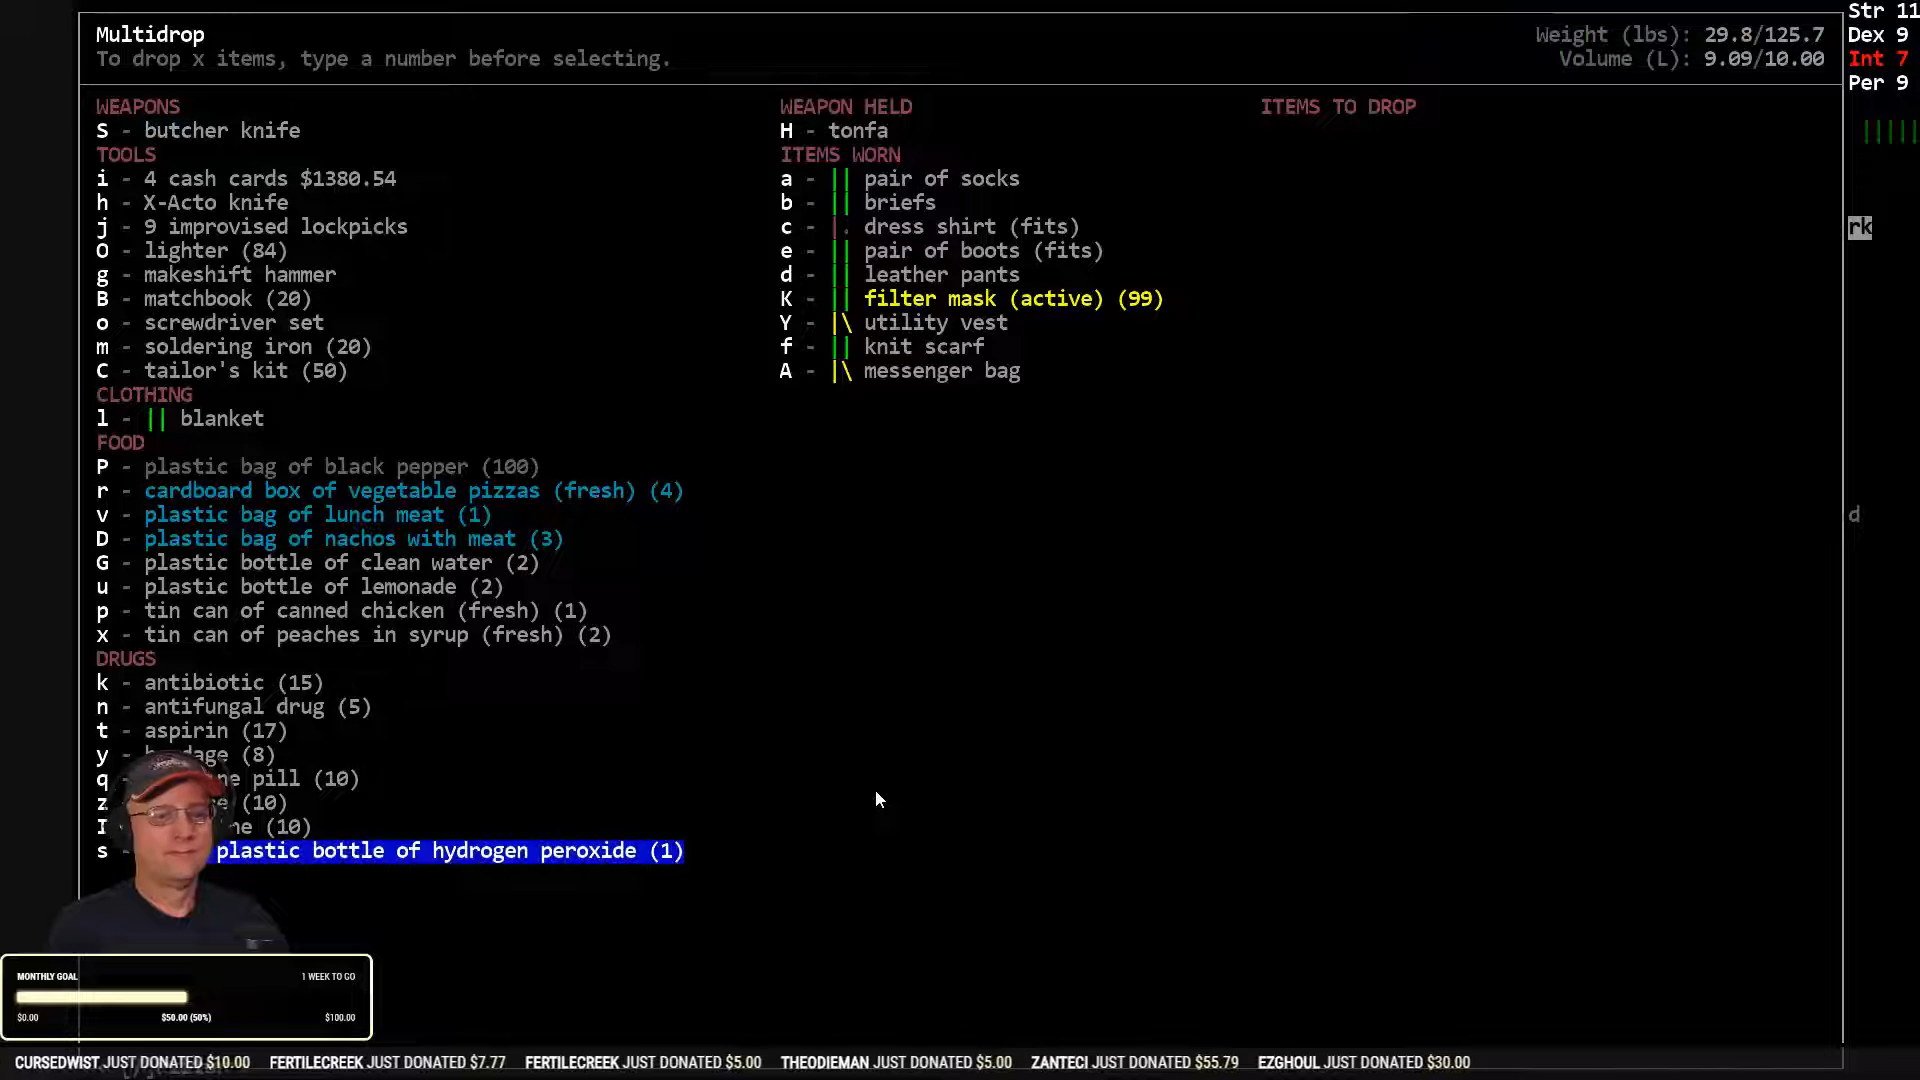 Multidrop
To drop x items, type a number before selecting.
Weight (lbs): 29.8/125.7
Volume (L): 9.09/10.00
Str 11
Dex 9
Int 7
Per 9
WEAPONS
S - butcher knife
TOOLS
i - 4 cash cards $1380.54
h - X-Acto knife
j - 9 improvised lockpicks
O - lighter (84)
g - makeshift hammer
B - matchbook (20)
o - screwdriver set
m - soldering iron (20)
C - tailor's kit (50)
CLOTHING
l - || blanket
FOOD
P - plastic bag of black pepper (100)
r - cardboard box of vegetable pizzas (fresh) (4)
v - plastic bag of lunch meat (1)
D - plastic bag of nachos with meat (3)
G - plastic bottle of clean water (2)
u - plastic bottle of lemonade (2)
p - tin can of canned chicken (fresh) (1)
x - tin can of peaches in syrup (fresh) (2)
DRUGS
k - antibiotic (15)
n - antifungal drug (5)
t - aspirin (17)
y - (8)
q pill (10)
z (10)
I (10)
s - plastic bottle of hydrogen peroxide (1)
WEAPON HELD
H - tonfa
ITEMS WORN
a - || pair of socks
b - || briefs
c - |. dress shirt (fits)
e - || pair of boots (fits)
d - || leather pants
K - || filter mask (active) (99)
Y - |\ utility vest
f - || knit scarf
A - |\ messenger bag
ITEMS TO DROP
|||||
rk
d
MONTHLY GOAL
1 WEEK TO GO
$0.00
$50.00 (50%)
$100.00
CURSEDWIST JUST DONATED $10.00 FERTILECREEK JUST DONATED $7.77 FERTILECREEK JUST DONATED $5.00 THEODIEMAN JUST DONATED $5.00 ZANTECI JUST DONATED $55.79 EZGHOUL JUST DONATED $30.00